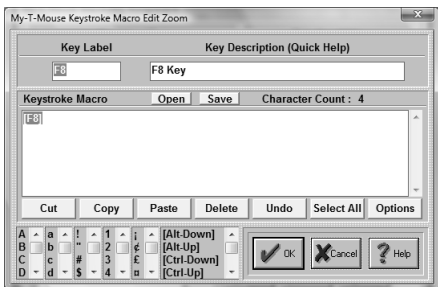 My-T-Mouse Keystroke Macro Edit Zoom
Key Label Key Description (Quick Help)
F8 F8 Key
Keystroke Macro Open Save Character Count : 4
[F8]
Cut Copy Paste Delete Undo Select All Options
A a ! 1 ¡ [Alt-Down]
B b " 2 ¢ [Alt-Up]
C c # 3 £ [Ctrl-Down]
D d $ 4 ¤ [Ctrl-Up]
OK Cancel Help